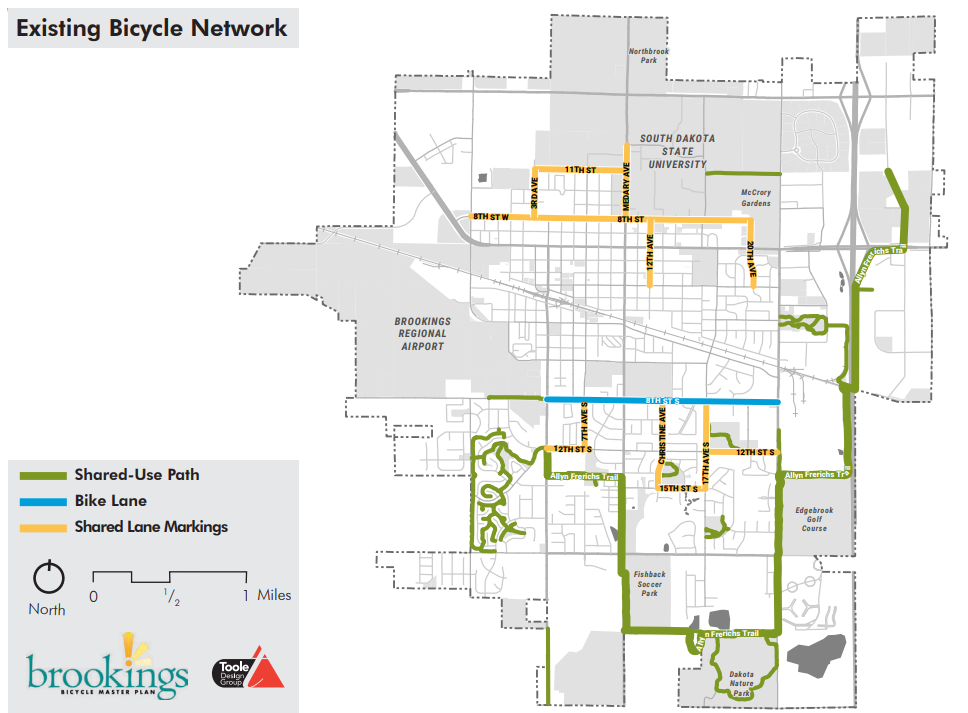 Existing Bicycle Network
Northbrook
Park
SOUTH DAKOTA
STATE
UNIVERSITY
11TH ST
3RD AVE
MEDARY AVE
McCrory
Gardens
8TH ST W
8TH ST
12TH AVE
20TH AVE
Allyn Frerichs Trail
BROOKINGS
REGIONAL
AIRPORT
8TH ST S
7TH AVE S
CHRISTINE AVE
17TH AVE S
12TH ST S
12TH ST S
Allyn Frerichs Trail
15TH ST S
Allyn Frerichs Tr
Edgebrook
Golf
Course
Fishback
Soccer
Park
n Frerichs Trail
Dakota
Nature
Park
Shared-Use Path
Bike Lane
Shared Lane Markings
North
0
1/2
1 Miles
brookings
BICYCLE MASTER PLAN
Toole
Design
Group